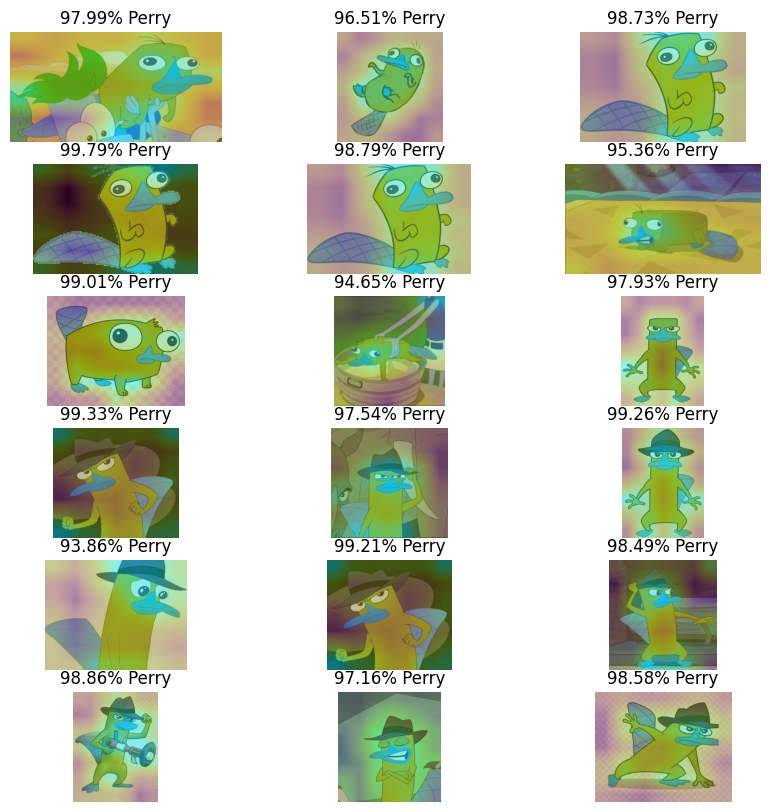 97.99% Perry
96.51% Perry
98.73% Perry
99.79% Perry
98.79% Perry
95.36% Perry
99.01% Perry
94.65% Perry
97.93% Perry
99.33% Perry
97.54% Perry
99.26% Perry
93.86% Perry
99.21% Perry
98.49% Perry
98.86% Perry
97.16% Perry
98.58% Perry